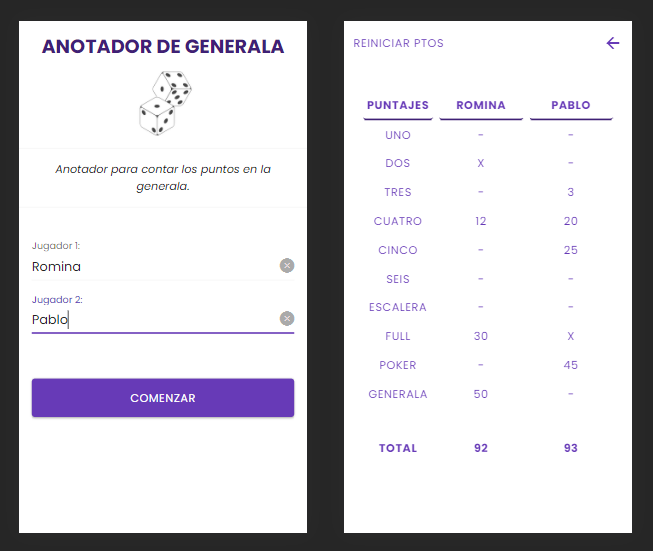 ANOTADOR DE GENERALA
Anotador para contar los puntos en la
generala.
Jugador 1:
Romina
Jugador 2:
Pablo
COMENZAR
REINICIAR PTOS
PUNTAJES ROMINA PABLO
UNO - -
DOS X -
TRES - 3
CUATRO 12 20
CINCO - 25
SEIS - -
ESCALERA - -
FULL 30 X
POKER - 45
GENERALA 50 -
TOTAL 92 93